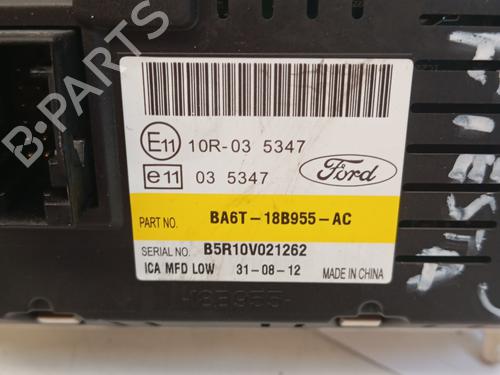 E11 10R-03 5347
e11 03 5347
Ford
PART NO. BA6T-18B955-AC
SERIAL NO. B5R10V021262
ICA MFD LOW 31-08-12 MADE IN CHINA
-18B955-